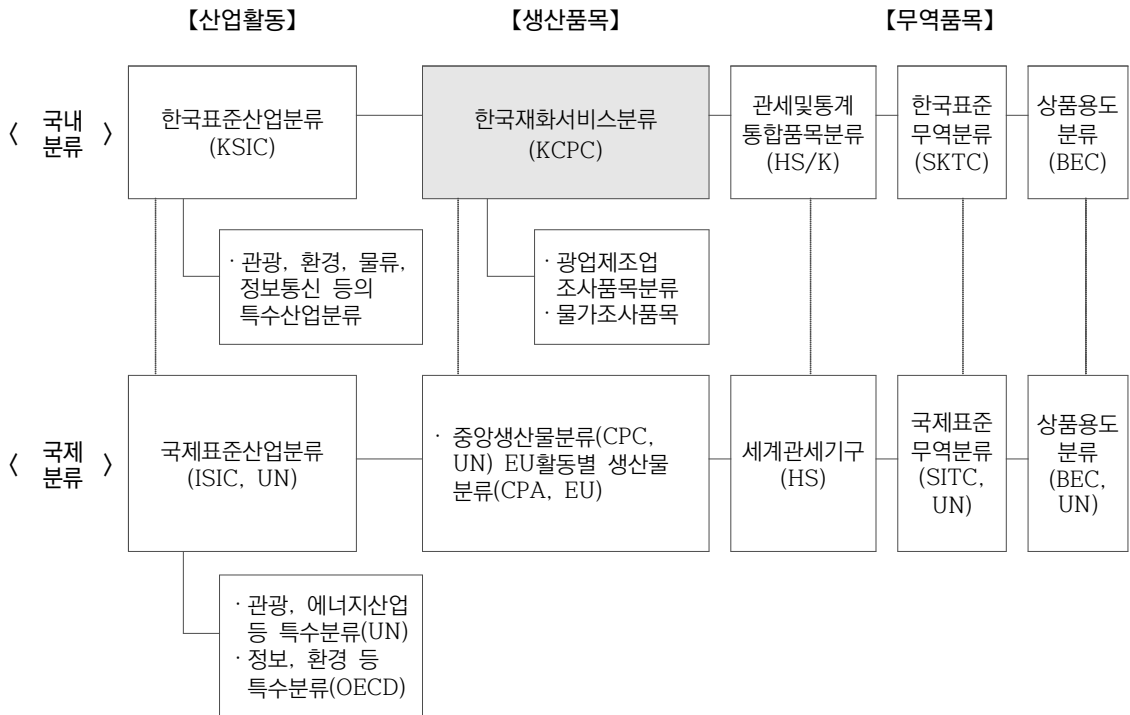 【산업활동】
【생산품목】
【무역품목】
〈 국내 분류 〉
한국표준산업분류
(KSIC)
한국재화서비스분류
(KCPC)
관세및통계
통합품목분류
(HS/K)
한국표준
무역분류
(SKTC)
상품용도
분류
(BEC)
· 관광, 환경, 물류,
정보통신 등의
특수산업분류
· 광업제조업
조사품목분류
· 물가조사품목
〈 국제 분류 〉
국제표준산업분류
(ISIC, UN)
· 중앙생산물분류(CPC,
UN) EU활동별 생산물
분류(CPA, EU)
세계관세기구
(HS)
국제표준
무역분류
(SITC,
UN)
상품용도
분류
(BEC,
UN)
· 관광, 에너지산업
등 특수분류(UN)
· 정보, 환경 등
특수분류(OECD)